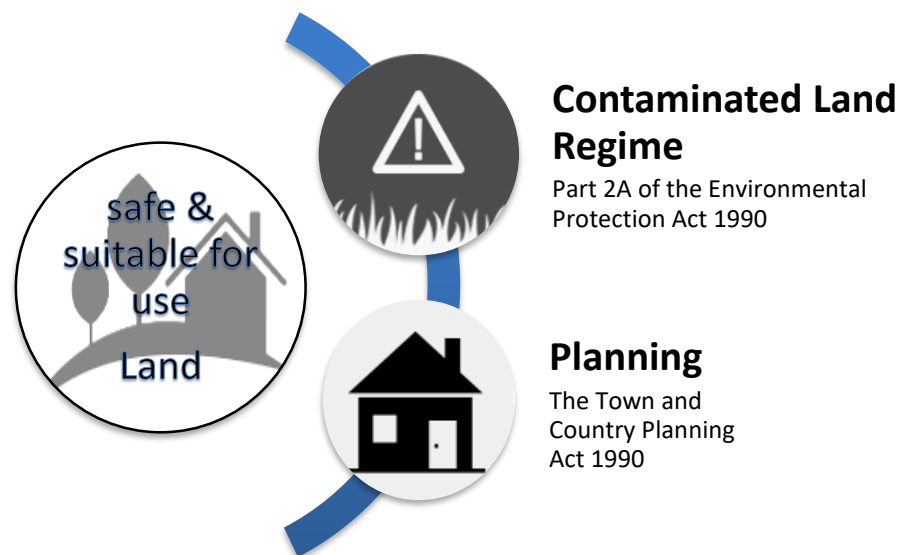 safe &
suitable for
use
Land
Contaminated Land
Regime
Part 2A of the Environmental
Protection Act 1990
Planning
The Town and
Country Planning
Act 1990